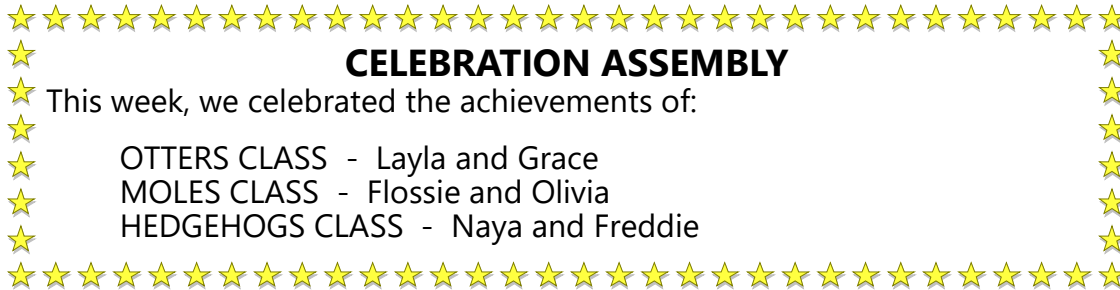 CELEBRATION ASSEMBLY
This week, we celebrated the achievements of:
OTTERS CLASS - Layla and Grace
MOLES CLASS - Flossie and Olivia
HEDGEHOGS CLASS - Naya and Freddie